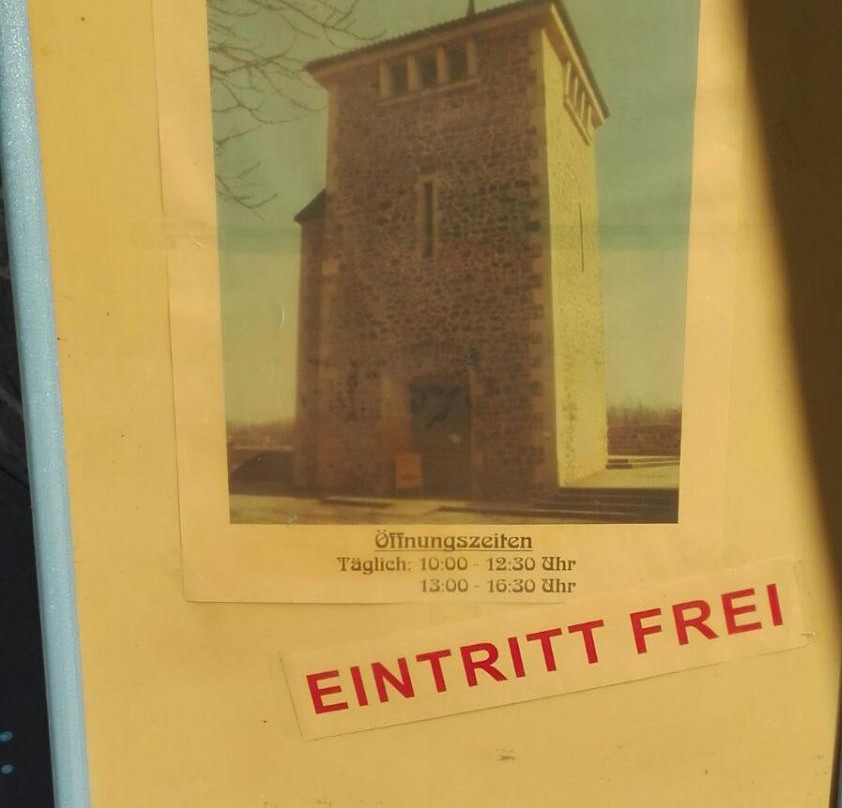 Öffnungszeiten
Täglich: 10:00 - 12:30 Uhr
13:00 - 16:30 Uhr
EINTRITT FREI